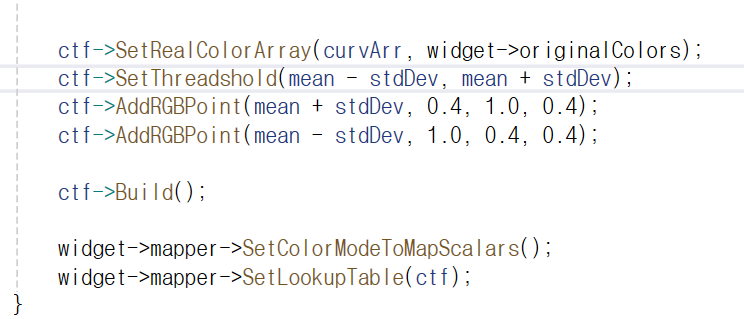 ctf->SetRealColorArray(curvArr, widget->originalColors);
ctf->SetThreadshold(mean - stdDev, mean + stdDev);
ctf->AddRGBPoint(mean + stdDev, 0.4, 1.0, 0.4);
ctf->AddRGBPoint(mean - stdDev, 1.0, 0.4, 0.4);
ctf->Build();
widget->mapper->SetColorModeToMapScalars();
widget->mapper->SetLookupTable(ctf);
}